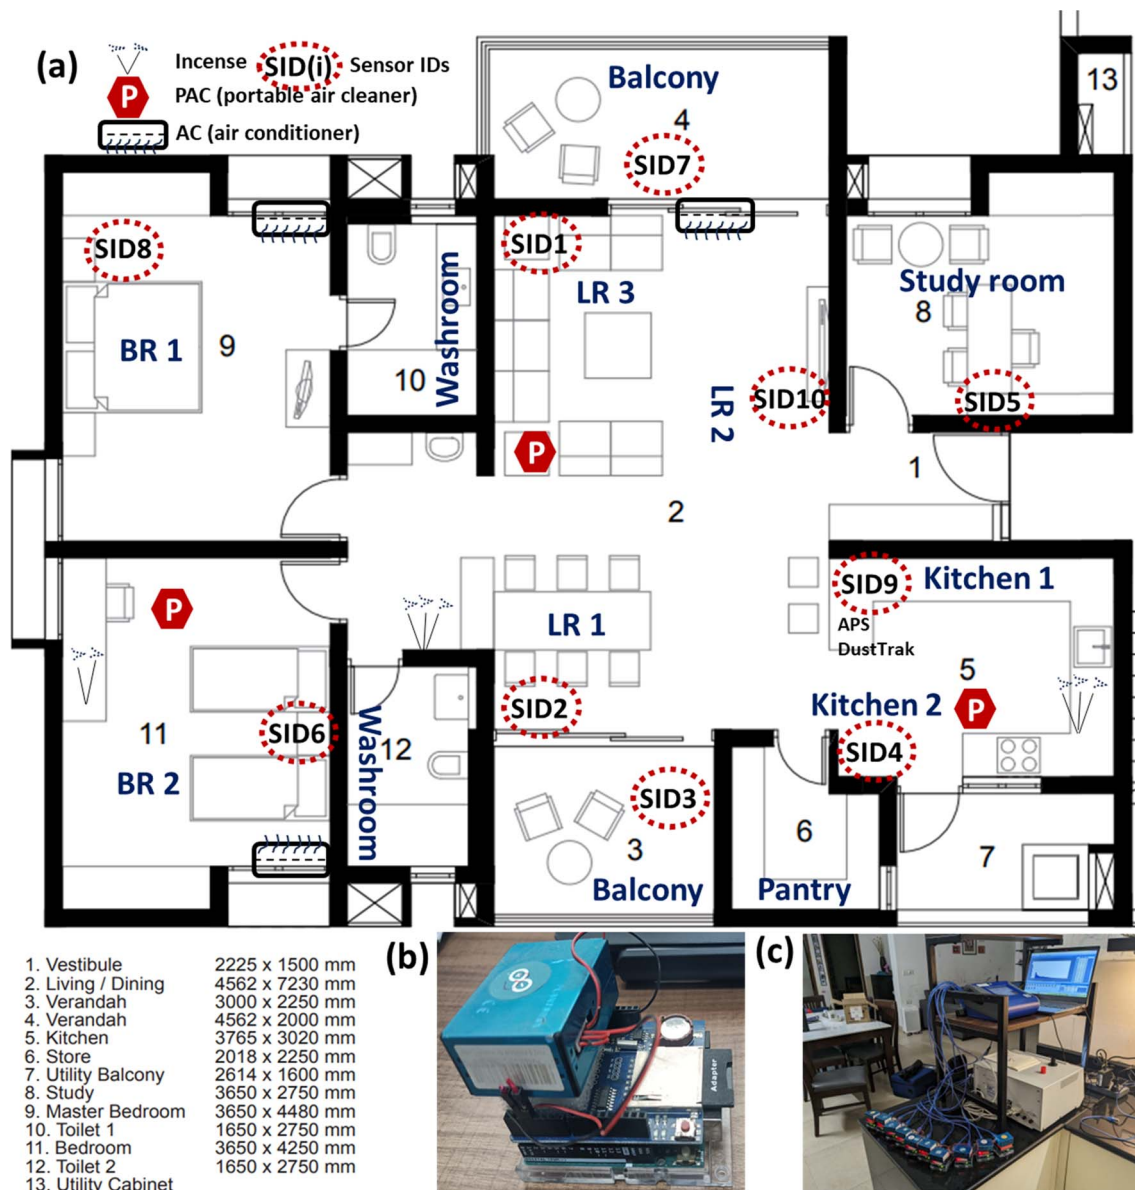 (a)
Incense
SID(i) Sensor IDs
P PAC (portable air cleaner)
AC (air conditioner)
Balcony
4
SID7
13
SID8
SID1
LR 3
Washroom
Study room
8
BR 1
9
10
LR 2
SID10
SID5
P
1
2
P
SID9
Kitchen 1
APS
DustTrak
LR 1
5
Kitchen 2
P
SID2
SID4
11
SID6
BR 2
Washroom
12
SID3
3
Balcony
6
Pantry
7
1. Vestibule 2225 x 1500 mm
2. Living / Dining 4562 x 7230 mm
3. Verandah 3000 x 2250 mm
4. Verandah 4562 x 2000 mm
5. Kitchen 3765 x 3020 mm
6. Store 2018 x 2250 mm
7. Utility Balcony 2614 x 1600 mm
8. Study 3650 x 2750 mm
9. Master Bedroom 3650 x 4480 mm
10. Toilet 1 1650 x 2750 mm
11. Bedroom 3650 x 4250 mm
12. Toilet 2 1650 x 2750 mm
13. Utility Cabinet
(b)
Adapter
(c)